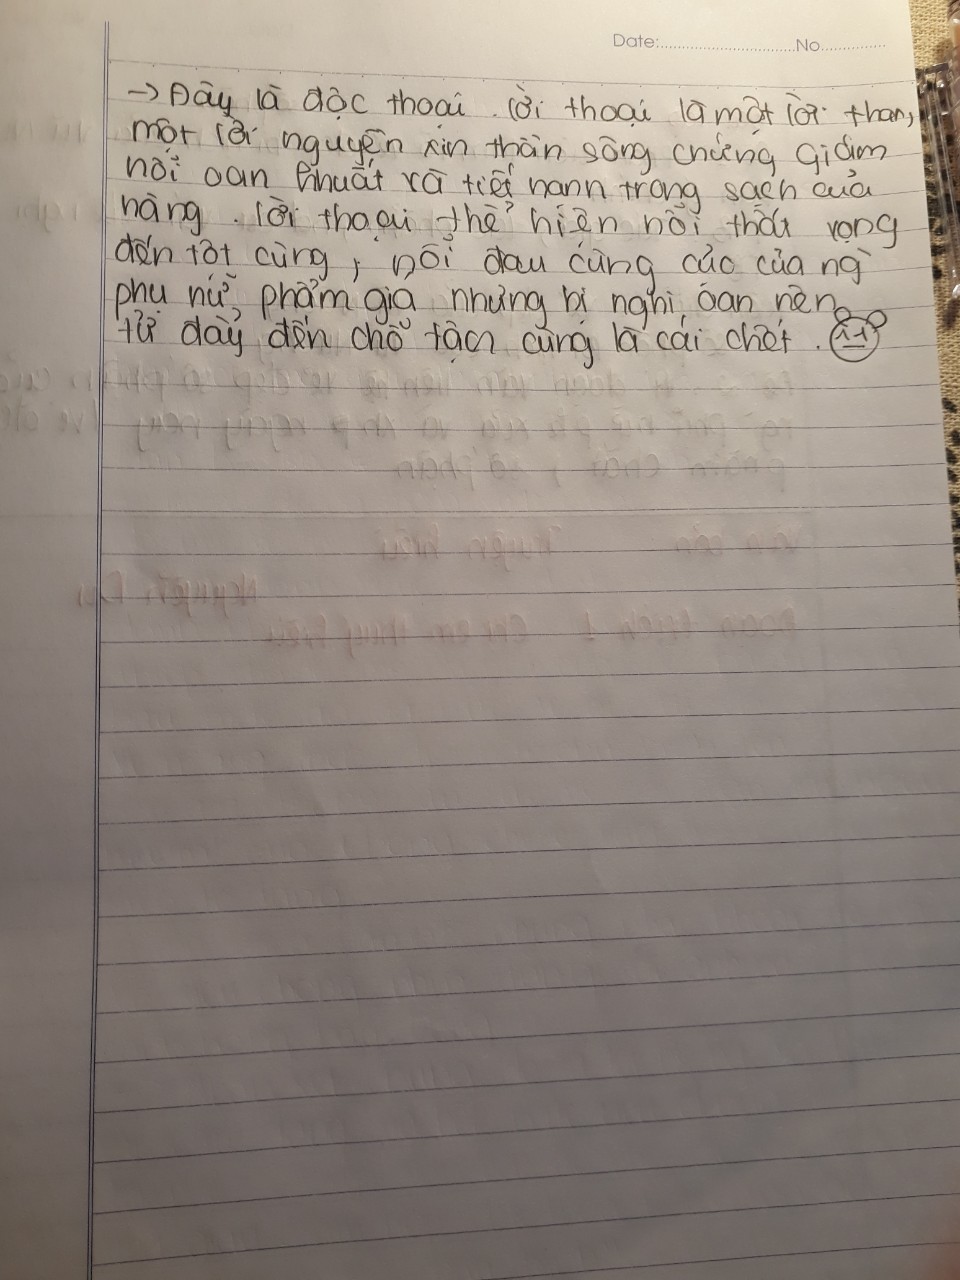 Date:..............................No..............
→ Đây là độc thoại. lời thoại là một lời than,
một lời nguyền xin thần sông chứng giám
nỗi oan khuất và tiết hạnh trong sạch của
nàng. lời thoại thể hiện nỗi thất vọng
đến tột cùng, nỗi đau cùng cực của ng`
phụ nữ phẩm giá nhưng bị nghi oan nên
tự đẩy đến chỗ tận cùng là cái chết.